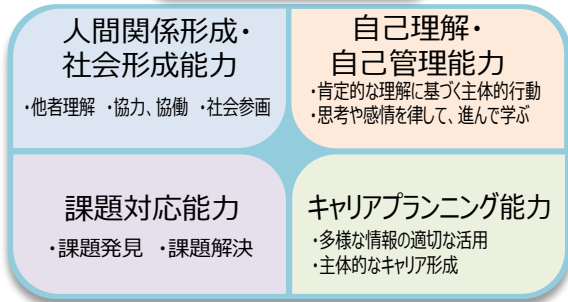 人間関係形成・
社会形成能力
・他者理解 ・協力、協働 ・社会参画
自己理解・
自己管理能力
・肯定的な理解に基づく主体的行動
・思考や感情を律して、進んで学ぶ
課題対応能力
・課題発見 ・課題解決
キャリアプランニング能力
・多様な情報の適切な活用
・主体的なキャリア形成